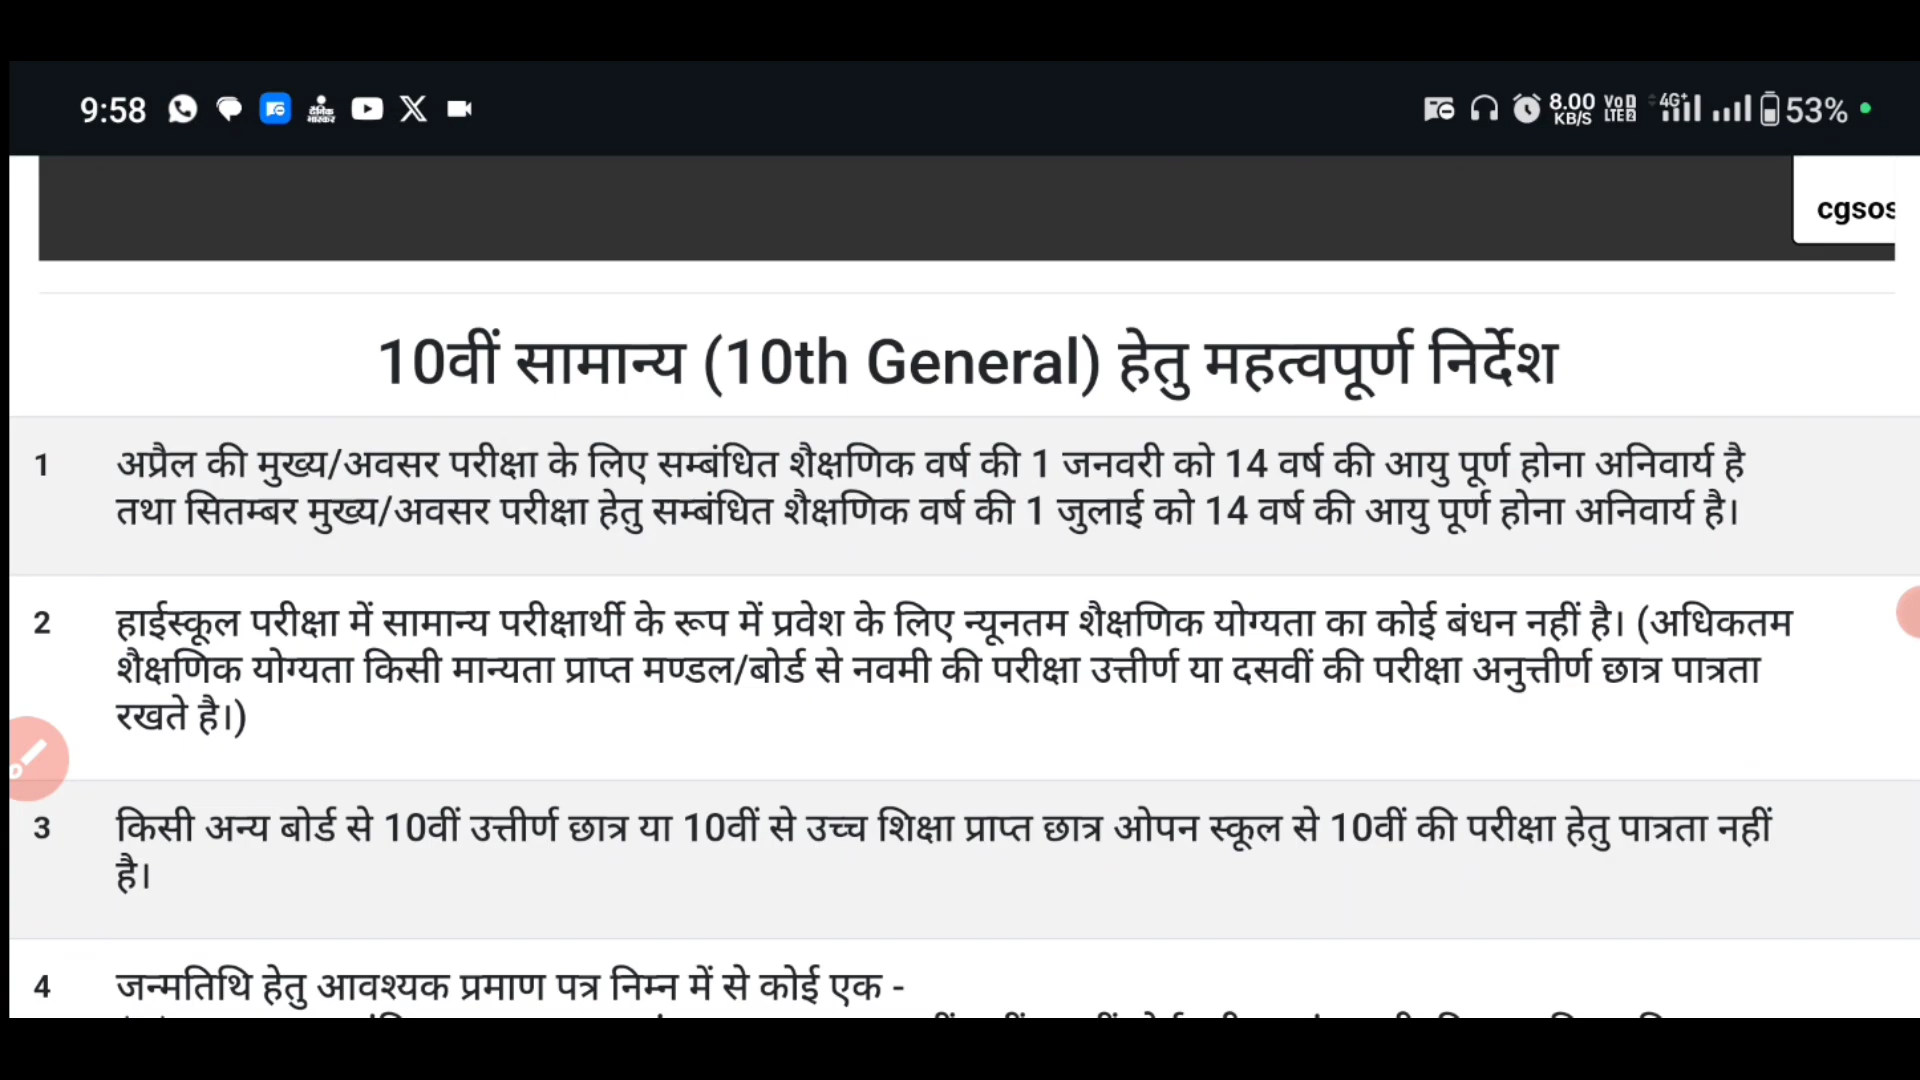 9:58
8.00 KB/S VoD LTE2 4G+ 53%
दैनिक भास्कर
cgsos
10वीं सामान्य (10th General) हेतु महत्वपूर्ण निर्देश
1 अप्रैल की मुख्य/अवसर परीक्षा के लिए सम्बंधित शैक्षणिक वर्ष की 1 जनवरी को 14 वर्ष की आयु पूर्ण होना अनिवार्य है
तथा सितम्बर मुख्य/अवसर परीक्षा हेतु सम्बंधित शैक्षणिक वर्ष की 1 जुलाई को 14 वर्ष की आयु पूर्ण होना अनिवार्य है।
2 हाईस्कूल परीक्षा में सामान्य परीक्षार्थी के रूप में प्रवेश के लिए न्यूनतम शैक्षणिक योग्यता का कोई बंधन नहीं है। (अधिकतम
शैक्षणिक योग्यता किसी मान्यता प्राप्त मण्डल/बोर्ड से नवमी की परीक्षा उत्तीर्ण या दसवीं की परीक्षा अनुत्तीर्ण छात्र पात्रता
रखते है।)
3 किसी अन्य बोर्ड से 10वीं उत्तीर्ण छात्र या 10वीं से उच्च शिक्षा प्राप्त छात्र ओपन स्कूल से 10वीं की परीक्षा हेतु पात्रता नहीं
है।
4 जन्मतिथि हेतु आवश्यक प्रमाण पत्र निम्न में से कोई एक -